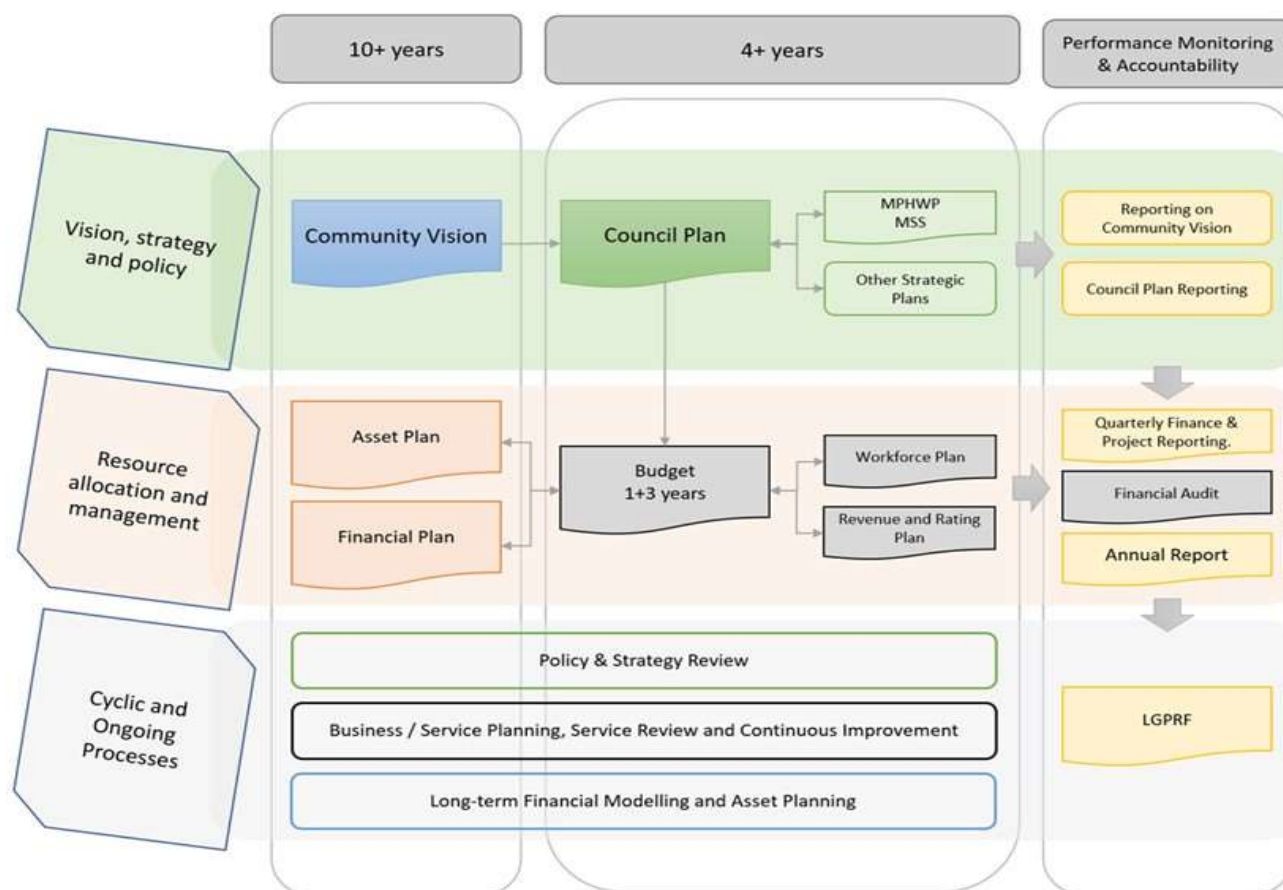 10+ years
4+ years
Performance Monitoring
& Accountability
Vision, strategy
and policy
Community Vision
Council Plan
MPHWP
MSS
Other Strategic
Plans
Reporting on
Community Vision
Council Plan Reporting
Resource
allocation and
management
Asset Plan
Financial Plan
Budget
1+3 years
Workforce Plan
Revenue and Rating
Plan
Quarterly Finance &
Project Reporting.
Financial Audit
Annual Report
Cyclic and
Ongoing
Processes
Policy & Strategy Review
Business / Service Planning, Service Review and Continuous Improvement
Long-term Financial Modelling and Asset Planning
LGPRF